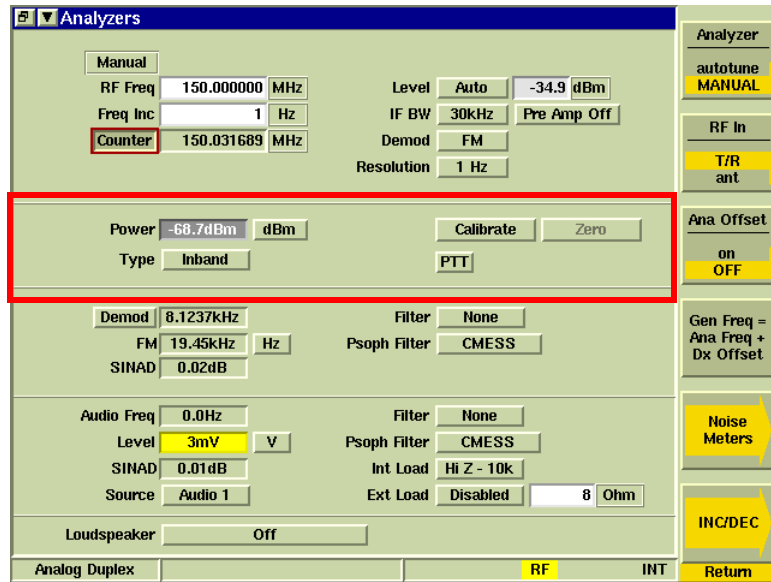 Analyzers
Manual
RF Freq 150.000000 MHz Level Auto -34.9 dBm
Freq Inc 1 Hz IF BW 30kHz Pre Amp Off
Counter 150.031689 MHz Demod FM
Resolution 1 Hz
Power -68.7dBm dBm Calibrate Zero
Type Inband PTT
Demod 8.1237kHz Filter None
FM 19.45kHz Hz Psoph Filter CMESS
SINAD 0.02dB
Audio Freq 0.0Hz Filter None
Level 3mV V Psoph Filter CMESS
SINAD 0.01dB Int Load Hi Z - 10k
Source Audio 1 Ext Load Disabled 8 Ohm
Loudspeaker Off
Analog Duplex RF INT
Analyzer
autotune
MANUAL
RF In
T/R
ant
Ana Offset
on
OFF
Gen Freq =
Ana Freq +
Dx Offset
Noise
Meters
INC/DEC
Return